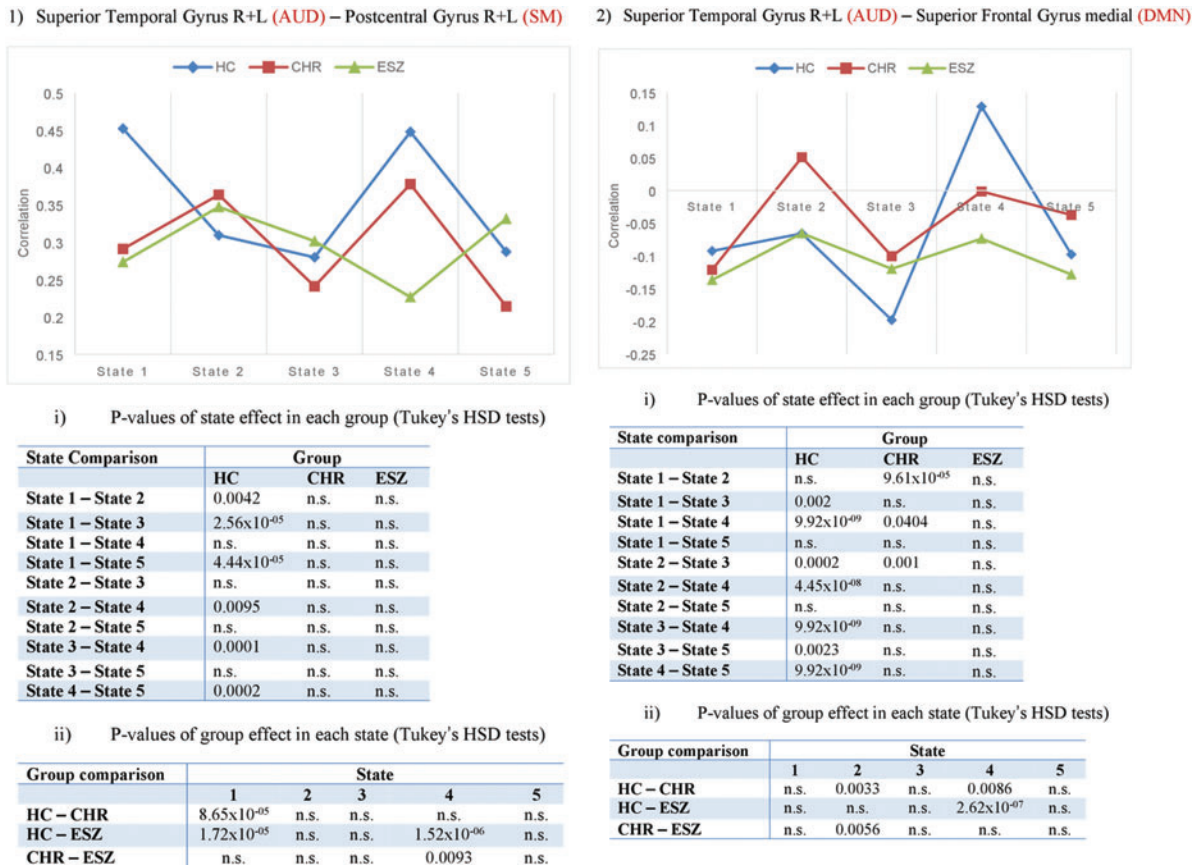 1) Superior Temporal Gyrus R+L (AUD) – Postcentral Gyrus R+L (SM)
HC CHR ESZ
Correlation
0.5
0.45
0.4
0.35
0.3
0.25
0.2
0.15
State 1 State 2 State 3 State 4 State 5
i) P-values of state effect in each group (Tukey's HSD tests)
State Comparison Group
HC CHR ESZ
State 1 – State 2 0.0042 n.s. n.s.
State 1 – State 3 2.56x10-05 n.s. n.s.
State 1 – State 4 n.s. n.s. n.s.
State 1 – State 5 4.44x10-05 n.s. n.s.
State 2 – State 3 n.s. n.s. n.s.
State 2 – State 4 0.0095 n.s. n.s.
State 2 – State 5 n.s. n.s. n.s.
State 3 – State 4 0.0001 n.s. n.s.
State 3 – State 5 n.s. n.s. n.s.
State 4 – State 5 0.0002 n.s. n.s.
ii) P-values of group effect in each state (Tukey's HSD tests)
Group comparison State
1 2 3 4 5
HC – CHR 8.65x10-05 n.s. n.s. n.s. n.s.
HC – ESZ 1.72x10-05 n.s. n.s. 1.52x10-06 n.s.
CHR – ESZ n.s. n.s. n.s. 0.0093 n.s.
2) Superior Temporal Gyrus R+L (AUD) – Superior Frontal Gyrus medial (DMN)
HC CHR ESZ
Correlation
0.15
0.1
0.05
0
-0.05
-0.1
-0.15
-0.2
-0.25
State 1 State 2 State 3 State 4 State 5
i) P-values of state effect in each group (Tukey's HSD tests)
State comparison Group
HC CHR ESZ
State 1 – State 2 n.s. 9.61x10-05 n.s.
State 1 – State 3 0.002 n.s. n.s.
State 1 – State 4 9.92x10-09 0.0404 n.s.
State 1 – State 5 n.s. n.s. n.s.
State 2 – State 3 0.0002 0.001 n.s.
State 2 – State 4 4.45x10-08 n.s. n.s.
State 2 – State 5 n.s. n.s. n.s.
State 3 – State 4 9.92x10-09 n.s. n.s.
State 3 – State 5 0.0023 n.s. n.s.
State 4 – State 5 9.92x10-09 n.s. n.s.
ii) P-values of group effect in each state (Tukey's HSD tests)
Group comparison State
1 2 3 4 5
HC – CHR n.s. 0.0033 n.s. 0.0086 n.s.
HC – ESZ n.s. n.s. n.s. 2.62x10-07 n.s.
CHR – ESZ n.s. 0.0056 n.s. n.s. n.s.